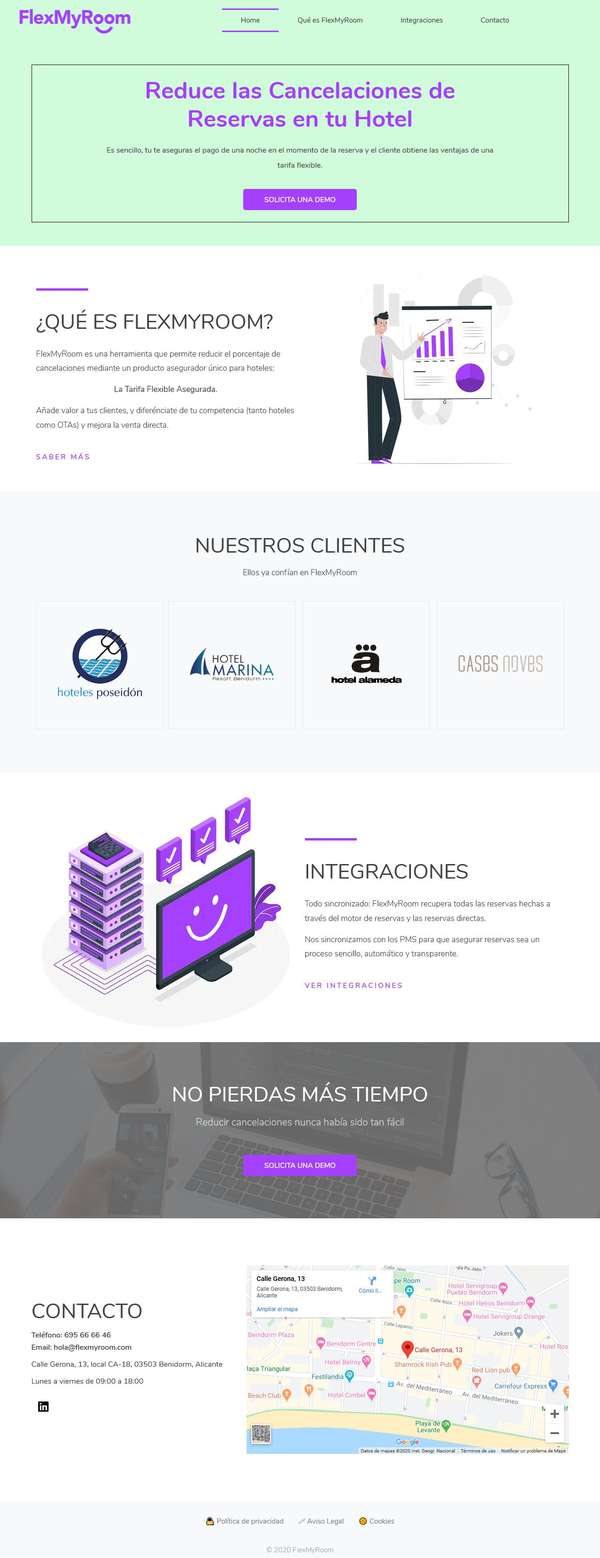 FlexMyRoom
Home
Qué es FlexMyRoom
Integraciones
Contacto
Reduce las Cancelaciones de
Reservas en tu Hotel
Es sencillo, tu te aseguras el pago de una noche en el momento de la reserva y el cliente obtiene las ventajas de una
tarifa flexible.
SOLICITA UNA DEMO
¿QUÉ ES FLEXMYROOM?
FlexMyRoom es una herramienta que permite reducir el porcentaje de
cancelaciones mediante un producto asegurador único para hoteles:
La Tarifa Flexible Asegurada.
Añade valor a tus clientes, y diferénciate de tu competencia (tanto hoteles
como OTAs) y mejora la venta directa.
SABER MÁS
NUESTROS CLIENTES
Ellos ya confían en FlexMyRoom
hoteles poseidón
HOTEL
MARINA
Resort Benidorm ****
a
hotel alameda
CASES NOVES
INTEGRACIONES
Todo sincronizado: FlexMyRoom recupera todas las reservas hechas a
través del motor de reservas y las reservas directas.
Nos sincronizamos con los PMS para que asegurar reservas sea un
proceso sencillo, automático y transparente.
VER INTEGRACIONES
NO PIERDAS MÁS TIEMPO
Reducir cancelaciones nunca había sido tan fácil
SOLICITA UNA DEMO
CONTACTO
Teléfono: 695 66 66 46
Email: hola@flexmyroom.com
Calle Gerona, 13, local CA-18, 03503 Benidorm, Alicante
Lunes a viernes de 09:00 a 18:00
in
Calle Gerona, 13
Calle Gerona, 13, 03503 Benidorm,
Alicante
Cómo ll...
Ampliar el mapa
pe Room
Hotel Servigroup
Pueblo Benidorm
Hotel Helios Benidorm
Hotel Servigroup Orange
Calle Lepanto
Calle Ibiza
Jokers
Benidorm Plaza
Benidorm Centre
Calle Gerona, 13
Hotel Ros
Hotel Belroy
Shamrock Irish Pub
laça Triangular
Festilandia
Red Lion pub
Av. del Mediterráneo
Carrefour Express
Beach Club
Hotel Cimbel
Av. del Mediterráneo
Playa de
Levante
Google
Datos de mapas ©2020 Inst. Geogr. Nacional
Términos de uso
Notificar un problema de Maps
Política de privacidad
Aviso Legal
Cookies
© 2020 FlexMyRoom